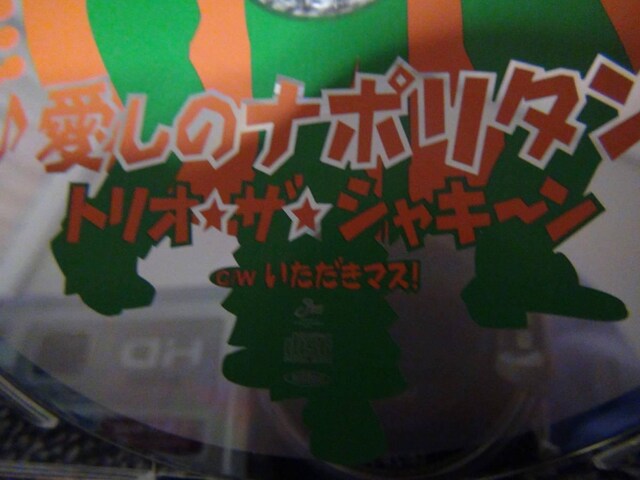 ♪愛しのナポリタン
トリオ★ザ★シャキ〜ン
C/W いただきマス!